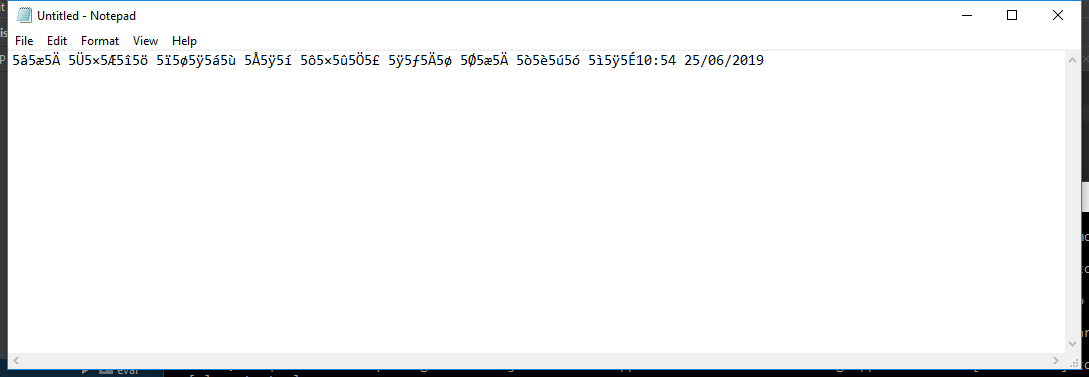 Untitled - Notepad
File Edit Format View Help
5â5æ5Ä 5Ü5×5Æ5î5ö 5ï5ø5ÿ5á5ù 5Å5ÿ5í 5ô5×5û5Ö5£ 5ÿ5ƒ5Ä5ø 5Ø5æ5Ä 5ò5è5ú5ó 5ì5ÿ5É10:54 25/06/2019